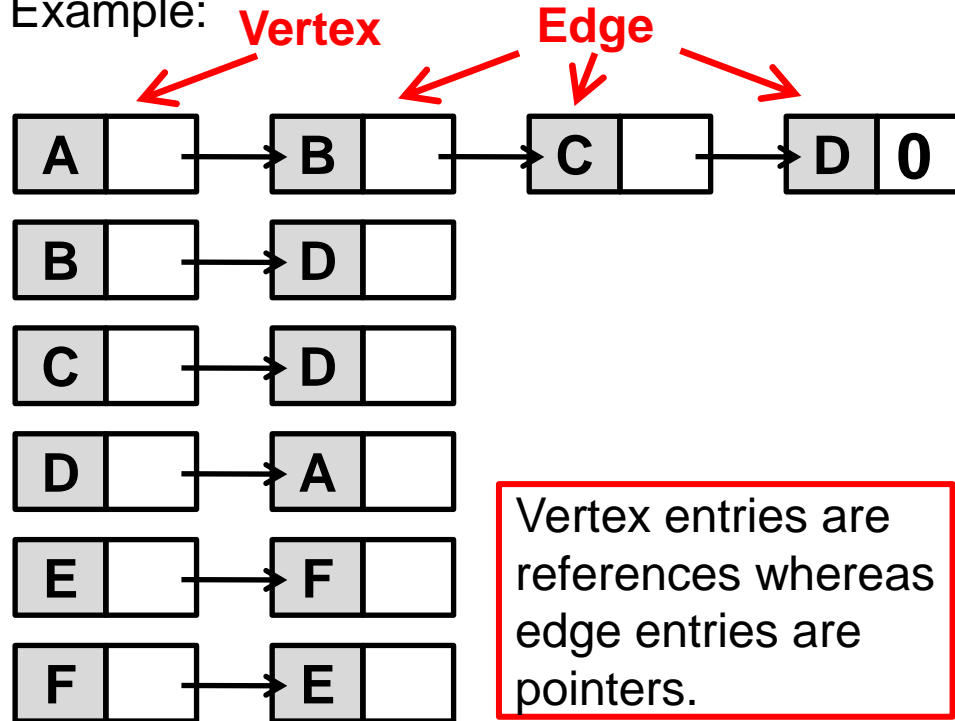 Example:
Vertex
Edge
A B C D 0
B D
C D
D A
E F
F E
Vertex entries are
references whereas
edge entries are
pointers.